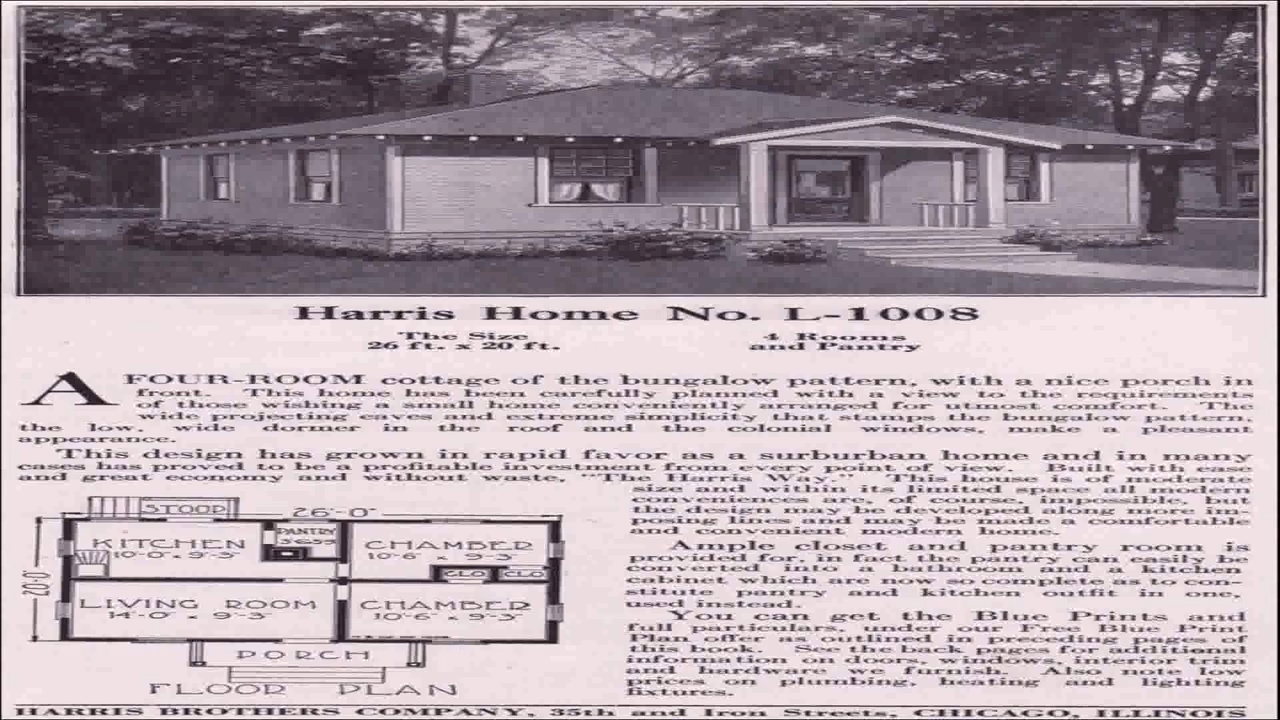 Harris Home No. L-1008
The Size
26 ft. x 20 ft.
4 Rooms
and Pantry
A FOUR-ROOM cottage of the bungalow pattern, with a nice porch in
front. This home has been carefully planned with a view to the requirements
of those wishing a small home conveniently arranged for utmost comfort. The
wide projecting eaves and extreme simplicity that stamps the bungalow pattern,
the low, wide dormer in the roof and the colonial windows, make a pleasant
appearance.
This design has grown in rapid favor as a surburban home and in many
cases has proved to be a profitable investment from every point of view. Built with ease
and great economy and without waste, "The Harris Way." This house is of moderate
size and within its limited space all modern
conveniences are, of course, impossible, but
the design may be developed along more im-
posing lines and may be made a comfortable
and convenient modern home.
Ample closet and pantry room is
provided for, in fact the pantry can easily be
converted into a bathroom and a kitchen
cabinet which are now so complete as to con-
stitute pantry and kitchen outfit in one,
used instead.
You can get the Blue Prints and
full particulars, under our Free Blue Print
Plan offer as outlined in preceding pages of
this book. See the back pages for additional
information on doors, windows, interior trim
and hardware we furnish. Also note low
prices on plumbing, heating and lighting
fixtures.
STOOP
26'-0"
KITCHEN
10'-0" x 9'-3"
PANTRY
CHAMBER
10'-6" x 9'-3"
CLO CLO
LIVING ROOM
14'-0" x 9'-3"
CHAMBER
10'-6" x 9'-3"
PORCH
FLOOR PLAN
HARRIS BROTHERS COMPANY, 35th and Iron Streets, CHICAGO, ILLINOIS